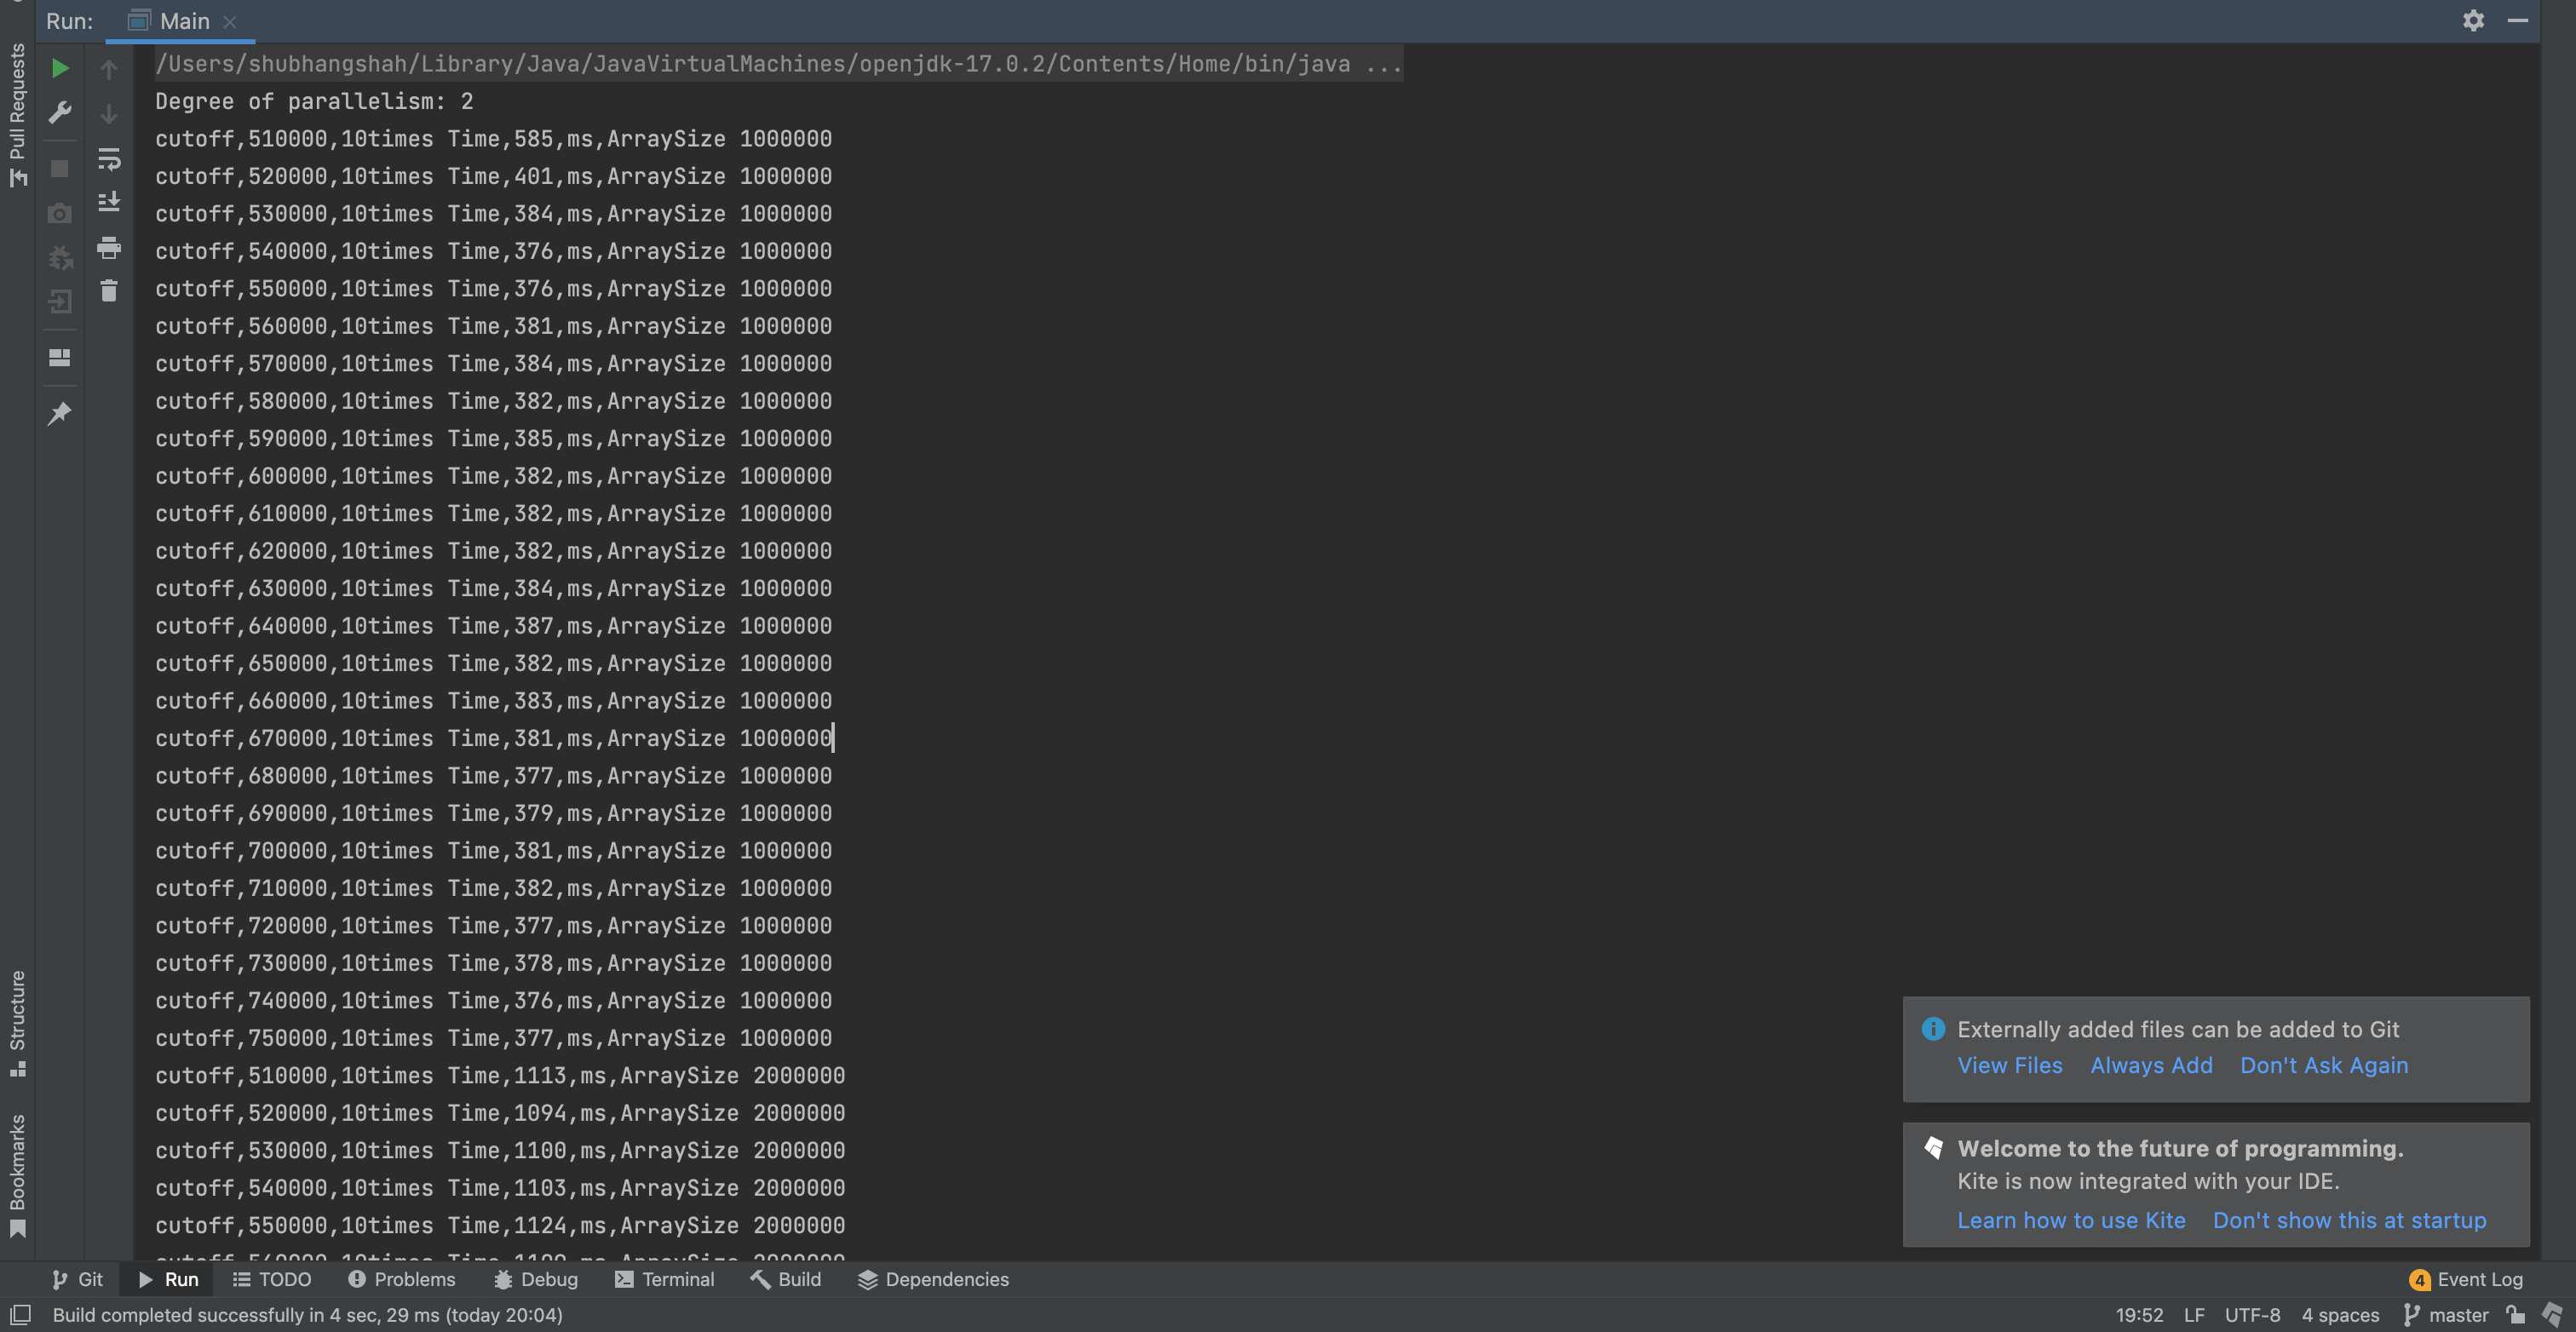 Run: Main
Pull Requests
/Users/shubhangshah/Library/Java/JavaVirtualMachines/openjdk-17.0.2/Contents/Home/bin/java ...
Degree of parallelism: 2
cutoff,510000,10times Time,585,ms,ArraySize 1000000
cutoff,520000,10times Time,401,ms,ArraySize 1000000
cutoff,530000,10times Time,384,ms,ArraySize 1000000
cutoff,540000,10times Time,376,ms,ArraySize 1000000
cutoff,550000,10times Time,376,ms,ArraySize 1000000
cutoff,560000,10times Time,381,ms,ArraySize 1000000
cutoff,570000,10times Time,384,ms,ArraySize 1000000
cutoff,580000,10times Time,382,ms,ArraySize 1000000
cutoff,590000,10times Time,385,ms,ArraySize 1000000
cutoff,600000,10times Time,382,ms,ArraySize 1000000
cutoff,610000,10times Time,382,ms,ArraySize 1000000
cutoff,620000,10times Time,382,ms,ArraySize 1000000
cutoff,630000,10times Time,384,ms,ArraySize 1000000
cutoff,640000,10times Time,387,ms,ArraySize 1000000
cutoff,650000,10times Time,382,ms,ArraySize 1000000
cutoff,660000,10times Time,383,ms,ArraySize 1000000
cutoff,670000,10times Time,381,ms,ArraySize 1000000
cutoff,680000,10times Time,377,ms,ArraySize 1000000
cutoff,690000,10times Time,379,ms,ArraySize 1000000
cutoff,700000,10times Time,381,ms,ArraySize 1000000
cutoff,710000,10times Time,382,ms,ArraySize 1000000
cutoff,720000,10times Time,377,ms,ArraySize 1000000
cutoff,730000,10times Time,378,ms,ArraySize 1000000
cutoff,740000,10times Time,376,ms,ArraySize 1000000
cutoff,750000,10times Time,377,ms,ArraySize 1000000
cutoff,510000,10times Time,1113,ms,ArraySize 2000000
cutoff,520000,10times Time,1094,ms,ArraySize 2000000
cutoff,530000,10times Time,1100,ms,ArraySize 2000000
cutoff,540000,10times Time,1103,ms,ArraySize 2000000
cutoff,550000,10times Time,1124,ms,ArraySize 2000000
Structure
Bookmarks
Externally added files can be added to Git
View Files Always Add Don't Ask Again
Welcome to the future of programming.
Kite is now integrated with your IDE.
Learn how to use Kite Don't show this at startup
Git Run TODO Problems Debug Terminal Build Dependencies 4 Event Log
Build completed successfully in 4 sec, 29 ms (today 20:04) 19:52 LF UTF-8 4 spaces master